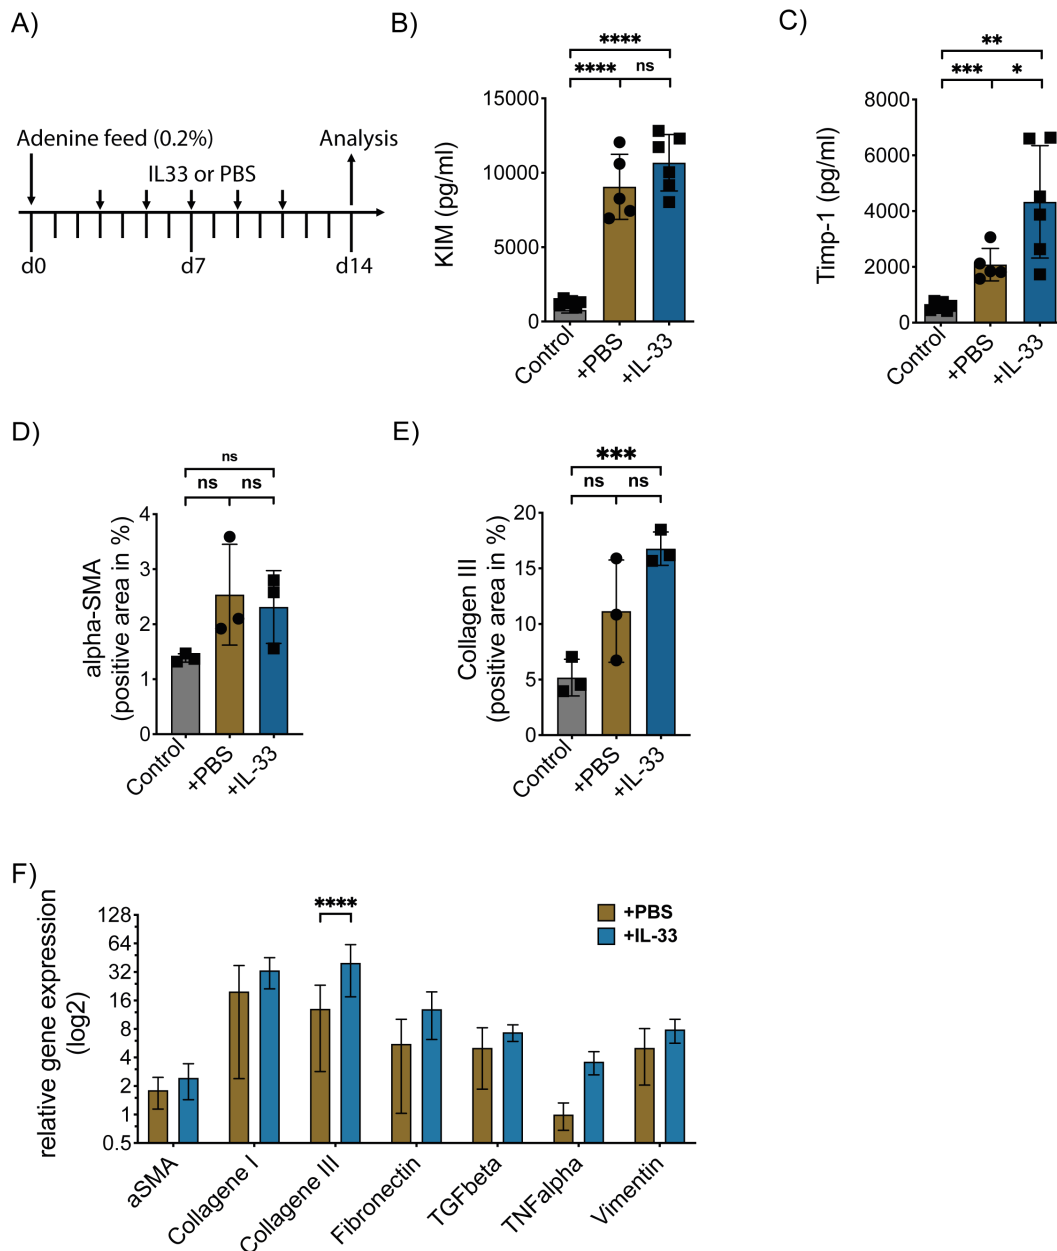 A)
Adenine feed (0.2%)
Analysis
IL33 or PBS
d0
d7
d14
B)
****
****
ns
KIM (pg/ml)
15000
10000
5000
0
Control
+PBS
+IL-33
C)
**
***
*
Timp-1 (pg/ml)
8000
6000
4000
2000
0
Control
+PBS
+IL-33
D)
ns
ns
ns
alpha-SMA
(positive area in %)
4
3
2
1
0
Control
+PBS
+IL-33
E)
***
ns
ns
Collagen III
(positive area in %)
20
15
10
5
0
Control
+PBS
+IL-33
F)
relative gene expression
(log2)
128
64
32
16
8
4
2
1
0.5
****
+PBS
+IL-33
aSMA
Collagene I
Collagene III
Fibronectin
TGFbeta
TNFalpha
Vimentin